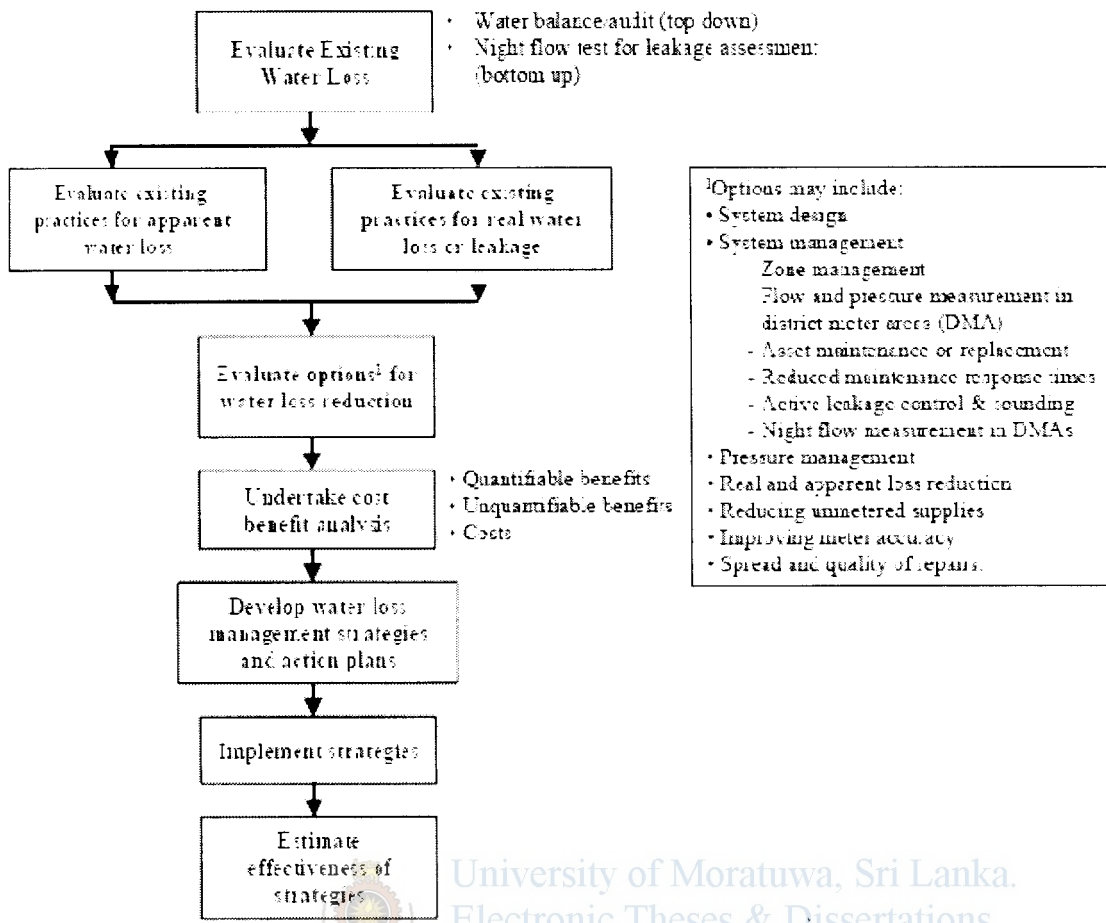 Evaluate Existing
Water Loss
• Water balance/audit (top down)
• Night flow test for leakage assessment
(bottom up)
Evaluate existing
practices for apparent
water loss
Evaluate existing
practices for real water
loss or leakage
Evaluate options¹ for
water loss reduction
Undertake cost
benefit analysis
• Quantifiable benefits
• Unquantifiable benefits
• Costs
Develop water loss
management strategies
and action plans
Implement strategies
Estimate
effectiveness of
strategies
¹Options may include:
• System design
• System management
Zone management
Flow and pressure measurement in
district meter areas (DMA)
- Asset maintenance or replacement
- Reduced maintenance response times
- Active leakage control & sounding
- Night flow measurement in DMAs
• Pressure management
• Real and apparent loss reduction
• Reducing unmetered supplies
• Improving meter accuracy
• Spread and quality of repairs.
University of Moratuwa, Sri Lanka.
Electronic Theses & Dissertations